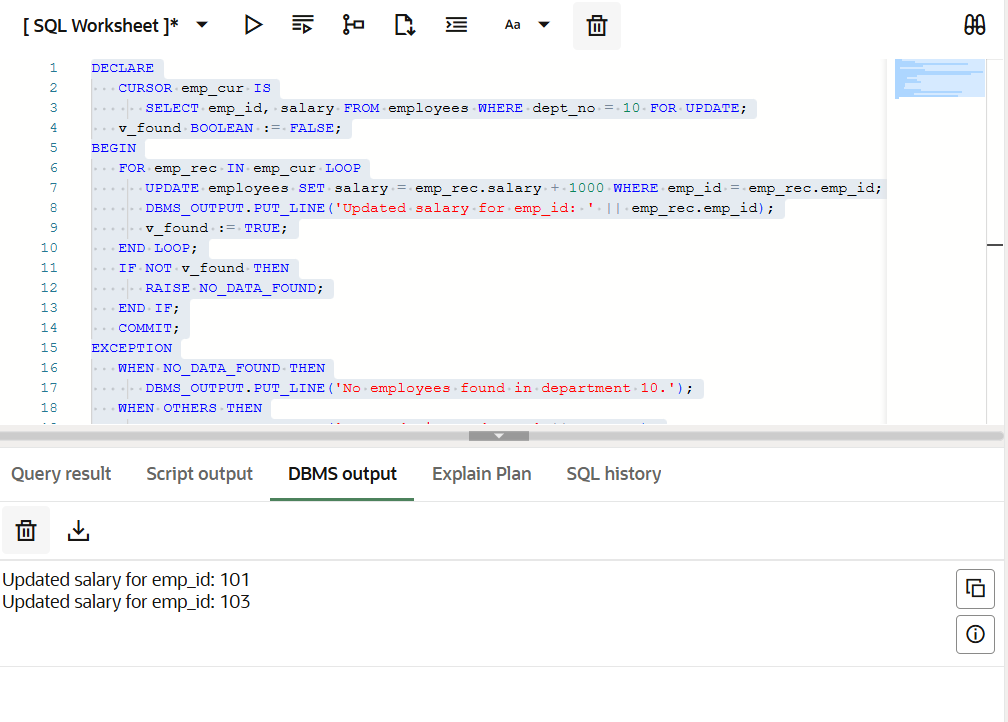 [ SQL Worksheet ]*
Aa
1 DECLARE
2 CURSOR emp_cur IS
3 SELECT emp_id, salary FROM employees WHERE dept_no = 10 FOR UPDATE;
4 v_found BOOLEAN := FALSE;
5 BEGIN
6 FOR emp_rec IN emp_cur LOOP
7 UPDATE employees SET salary = emp_rec.salary + 1000 WHERE emp_id = emp_rec.emp_id;
8 DBMS_OUTPUT.PUT_LINE('Updated salary for emp_id: ' || emp_rec.emp_id);
9 v_found := TRUE;
10 END LOOP;
11 IF NOT v_found THEN
12 RAISE NO_DATA_FOUND;
13 END IF;
14 COMMIT;
15 EXCEPTION
16 WHEN NO_DATA_FOUND THEN
17 DBMS_OUTPUT.PUT_LINE('No employees found in department 10.');
18 WHEN OTHERS THEN
Query result Script output DBMS output Explain Plan SQL history
Updated salary for emp_id: 101
Updated salary for emp_id: 103